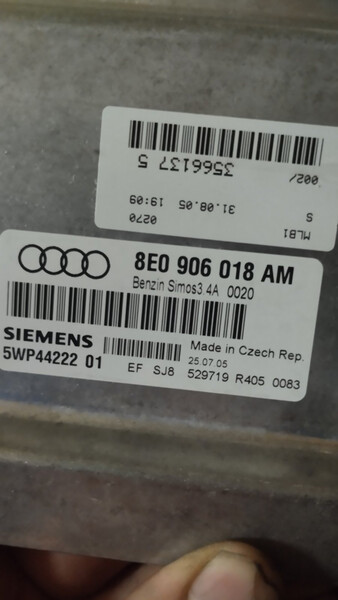 3566137 5
002/
31.08.05 19:09
S
0270
MLB1
8E0 906 018 AM
Benzin Simos3.4A 0020
SIEMENS
5WP44222 01
Made in Czech Rep.
25.07.05
EF SJ8 529719 R405 0083